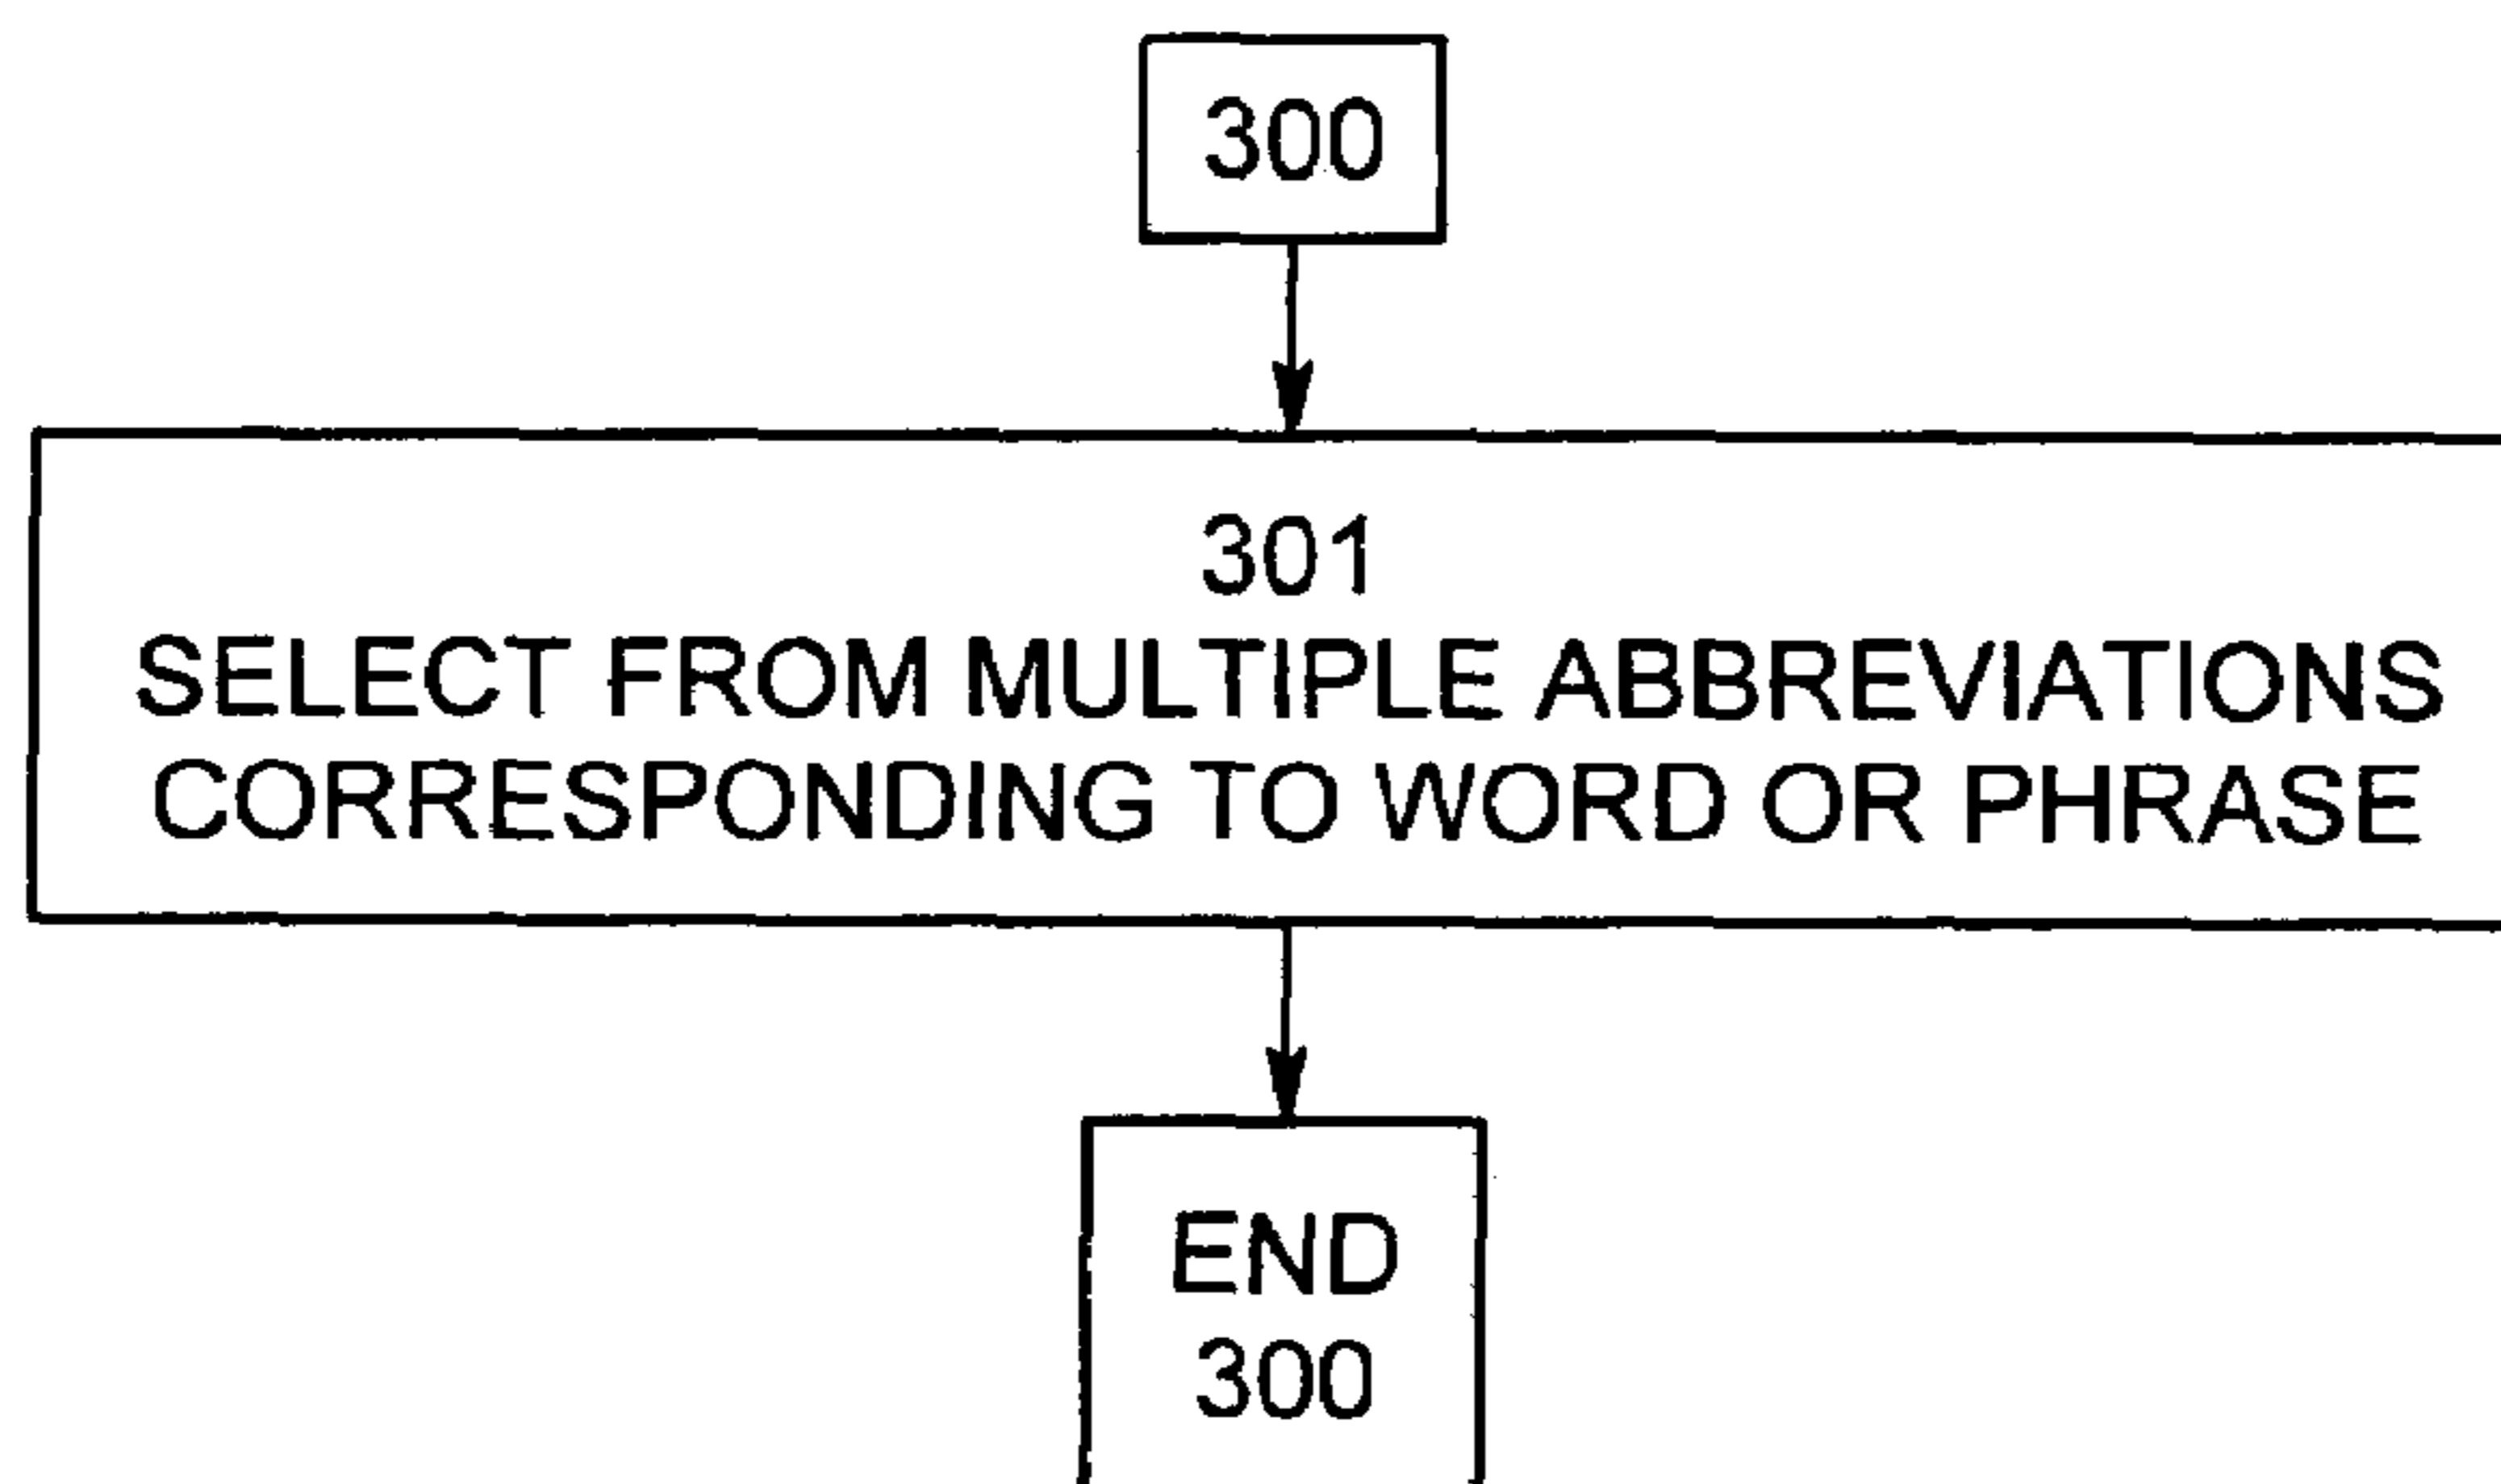 300
301
SELECT FROM MULTIPLE ABBREVIATIONS
CORRESPONDING TO WORD OR PHRASE
END
300